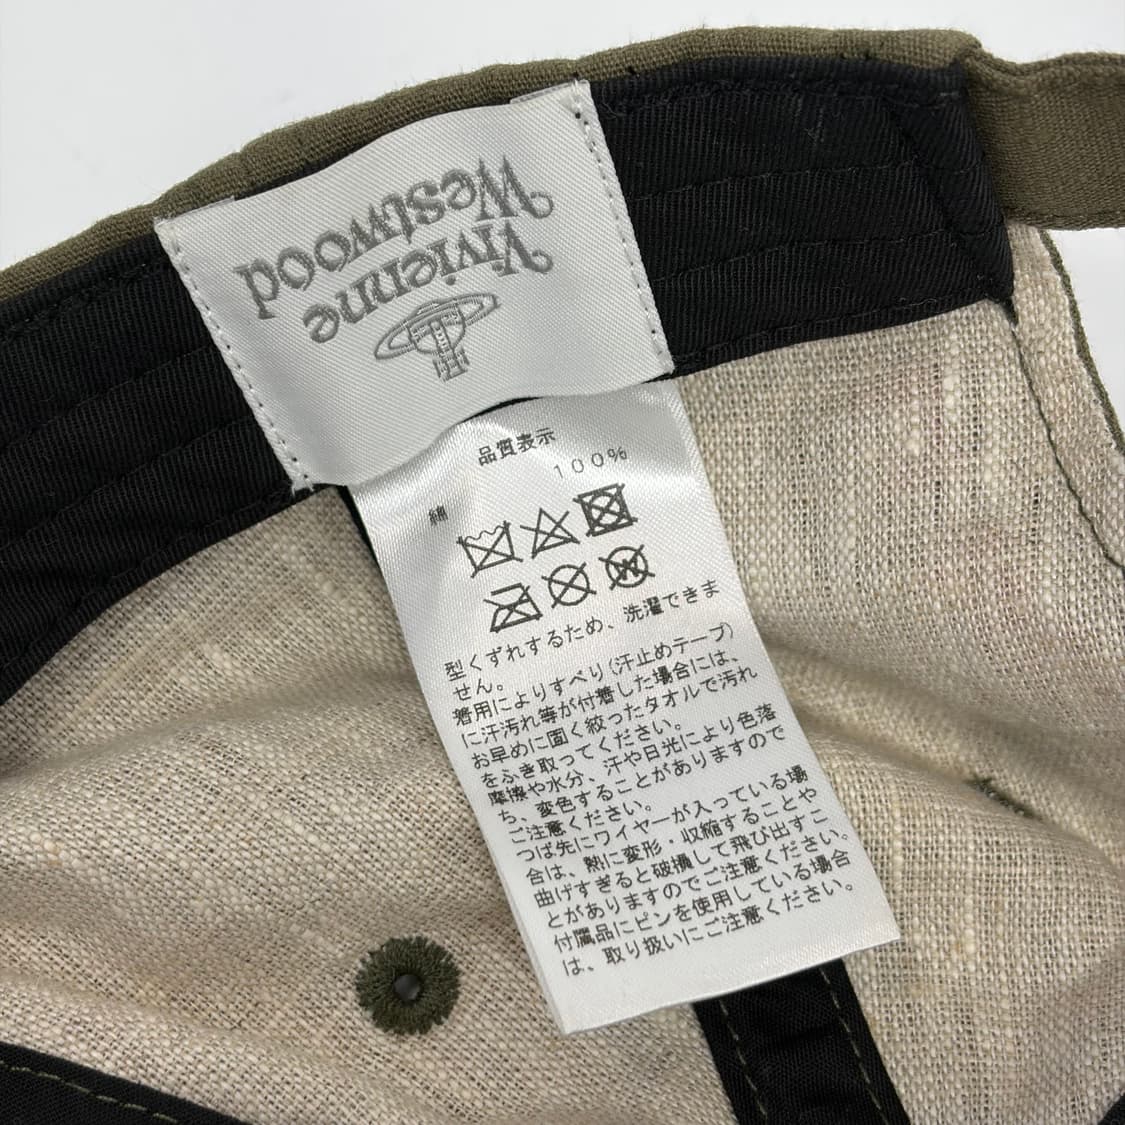 Vivienne
Westwood
品質表示
綿 100%
型くずれするため、洗濯できま
せん。
着用によりすべり(汗止めテープ)
に汗汚れ等が付着した場合には、
お早めに固く絞ったタオルで汚れ
をふき取ってください。
摩擦や水分、汗や日光により色落
ち、変色することがありますので
ご注意ください。
つば先にワイヤーが入っている場
合は、熱に変形・収縮することや
曲げすぎると破損して飛び出すこ
とがありますのでご注意ください。
付属品にピンを使用している場合
は、取り扱いにご注意ください。